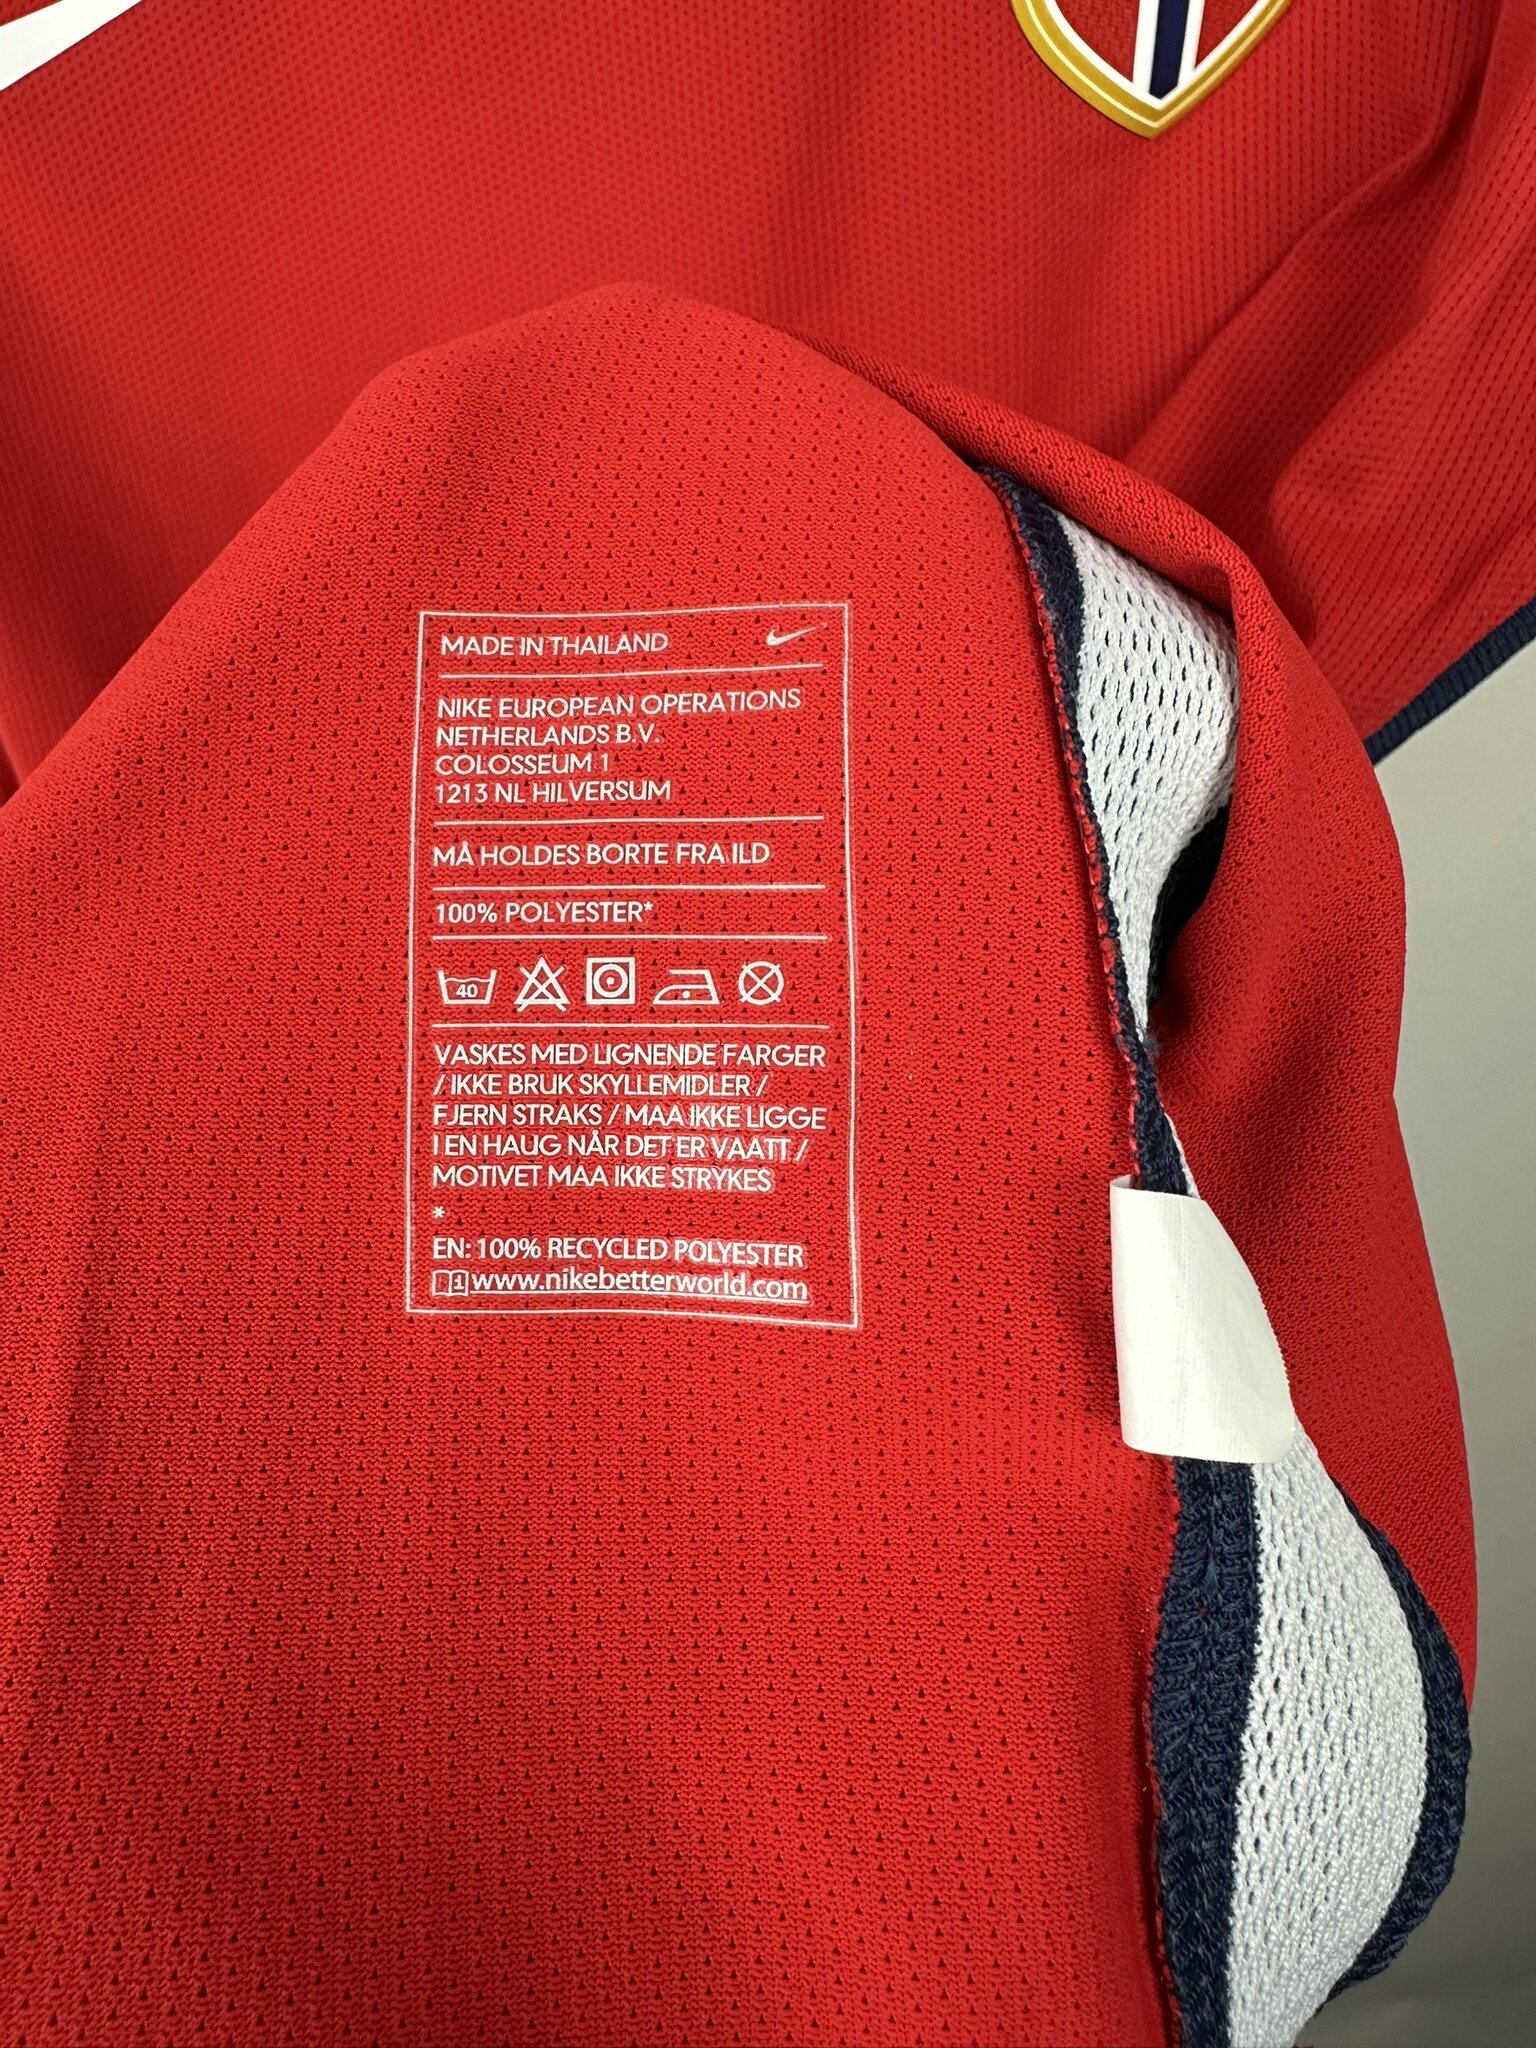 MADE IN THAILAND
NIKE EUROPEAN OPERATIONS
NETHERLANDS B.V.
COLOSSEUM 1
1213 NL HILVERSUM
MÅ HOLDES BORTE FRA ILD
100% POLYESTER*
40
VASKES MED LIGNENDE FARGER
/ IKKE BRUK SKYLLEMIDLER /
FJERN STRAKS / MAA IKKE LIGGE
I EN HAUG NÅR DET ER VAATT /
MOTIVET MAA IKKE STRYKES
*
EN: 100% RECYCLED POLYESTER
www.nikebetterworld.com